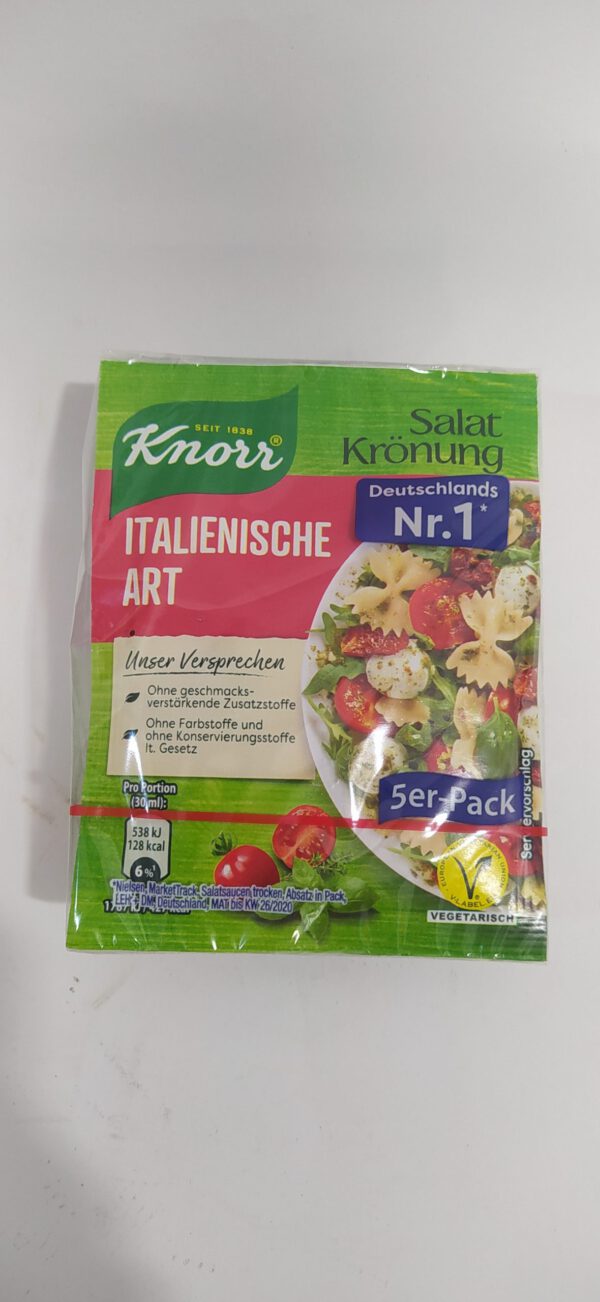 SEIT 1838
Knorr®
Salat
Krönung
Deutschlands
Nr.1*
ITALIENISCHE
ART
Unser Versprechen
Ohne geschmacks-
verstärkende Zusatzstoffe
Ohne Farbstoffe und
ohne Konservierungsstoffe
lt. Gesetz
Pro Portion
(30 ml):
538 kJ
128 kcal
6 %¹
5er-Pack
*Nielsen, MarketTrack, Salatsaucen trocken, Absatz in Pack,
LEH + DM, Deutschland, MAT bis KW 26/2020
VEGETARISCH